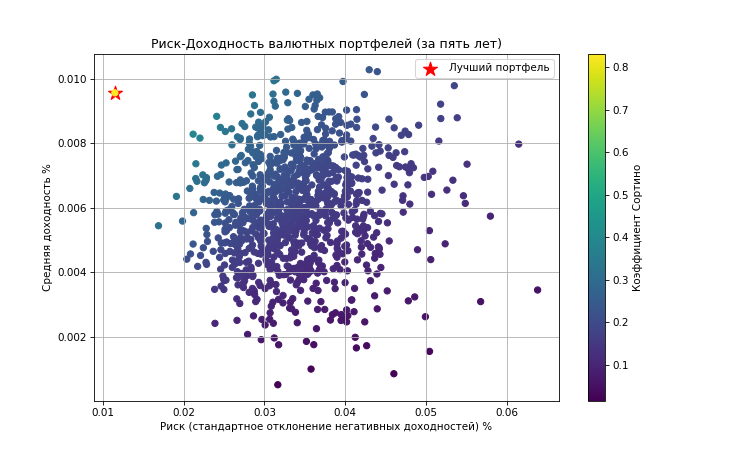 Риск-Доходность валютных портфелей (за пять лет)
Лучший портфель
0.010
0.008
0.006
0.004
0.002
Средняя доходность %
0.01 0.02 0.03 0.04 0.05 0.06
Риск (стандартное отклонение негативных доходностей) %
0.8
0.7
0.6
0.5
0.4
0.3
0.2
0.1
Коэффициент Сортино